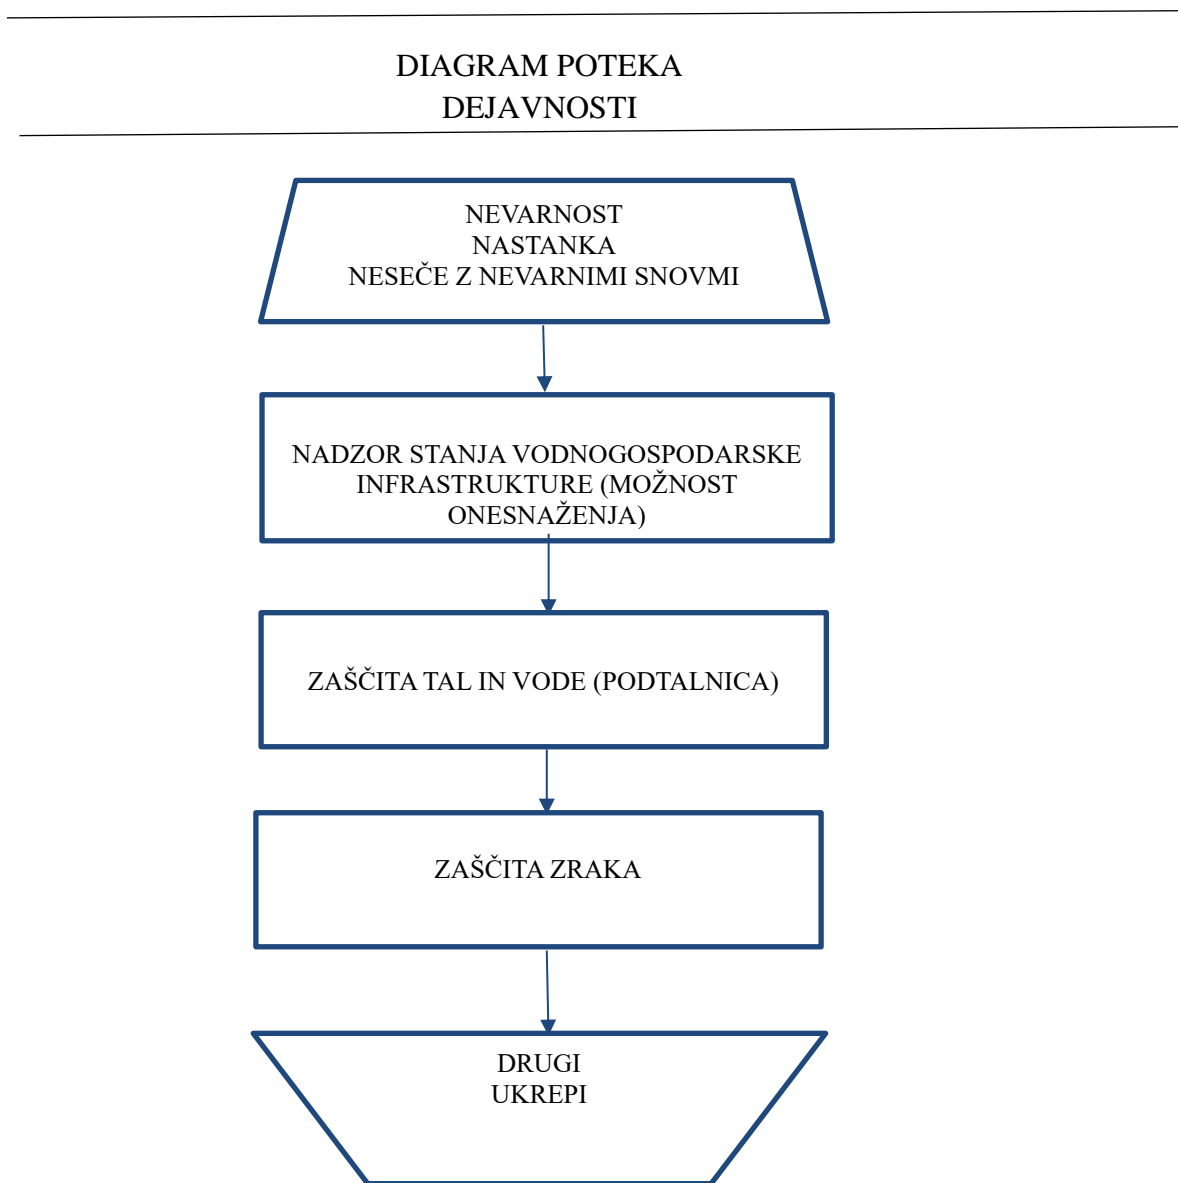 DIAGRAM POTEKA
DEJAVNOSTI
NEVARNOST
NASTANKA
NESEČE Z NEVARNIMI SNOVMI
NADZOR STANJA VODNOGOSPODARSKE
INFRASTRUKTURE (MOŽNOST
ONESNAŽENJA)
ZAŠČITA TAL IN VODE (PODTALNICA)
ZAŠČITA ZRAKA
DRUGI
UKREPI